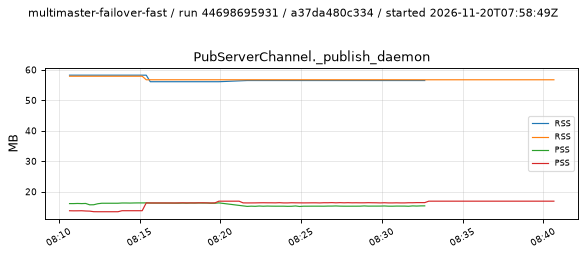 multimaster-failover-fast / run 44698695931 / a37da480c334 / started 2026-11-20T07:58:49Z
PubServerChannel._publish_daemon
60
50
40
30
20
MB
RSS
RSS
PSS
PSS
08:10
08:15
08:20
08:25
08:30
08:35
08:40